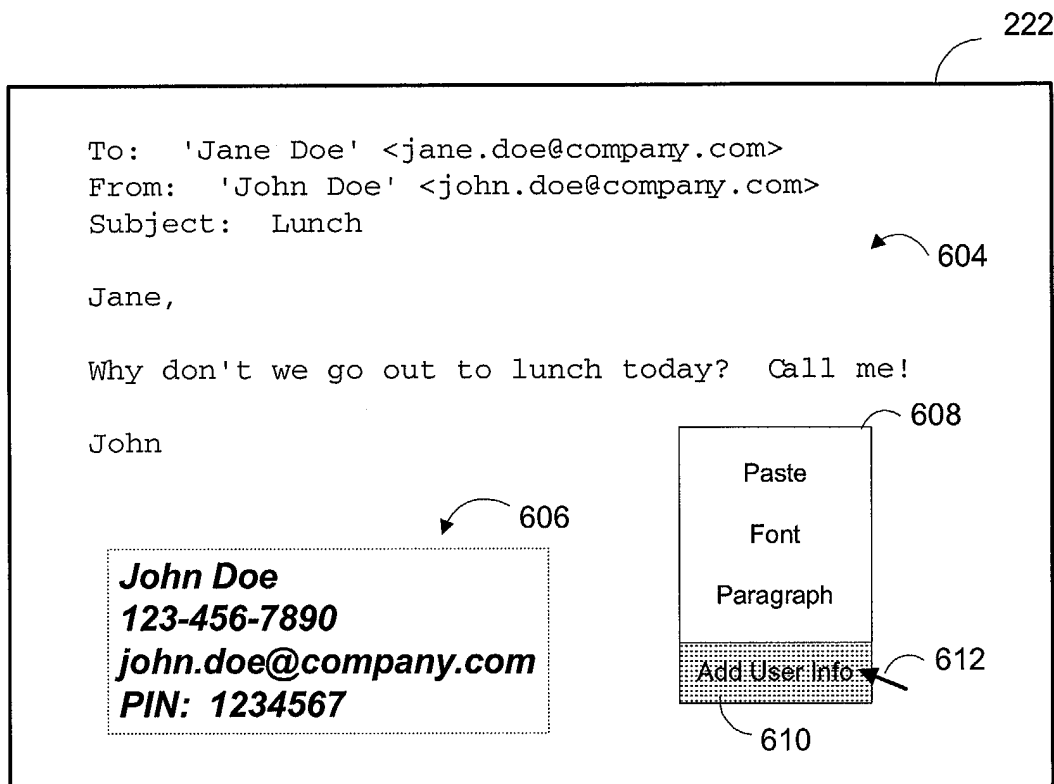 222
To: 'Jane Doe' <jane.doe@company.com>
From: 'John Doe' <john.doe@company.com>
Subject: Lunch
604
Jane,
Why don't we go out to lunch today? Call me!
608
John
Paste
606
Font
John Doe
Paragraph
123-456-7890
john.doe@company.com
Add User Info
612
PIN: 1234567
610